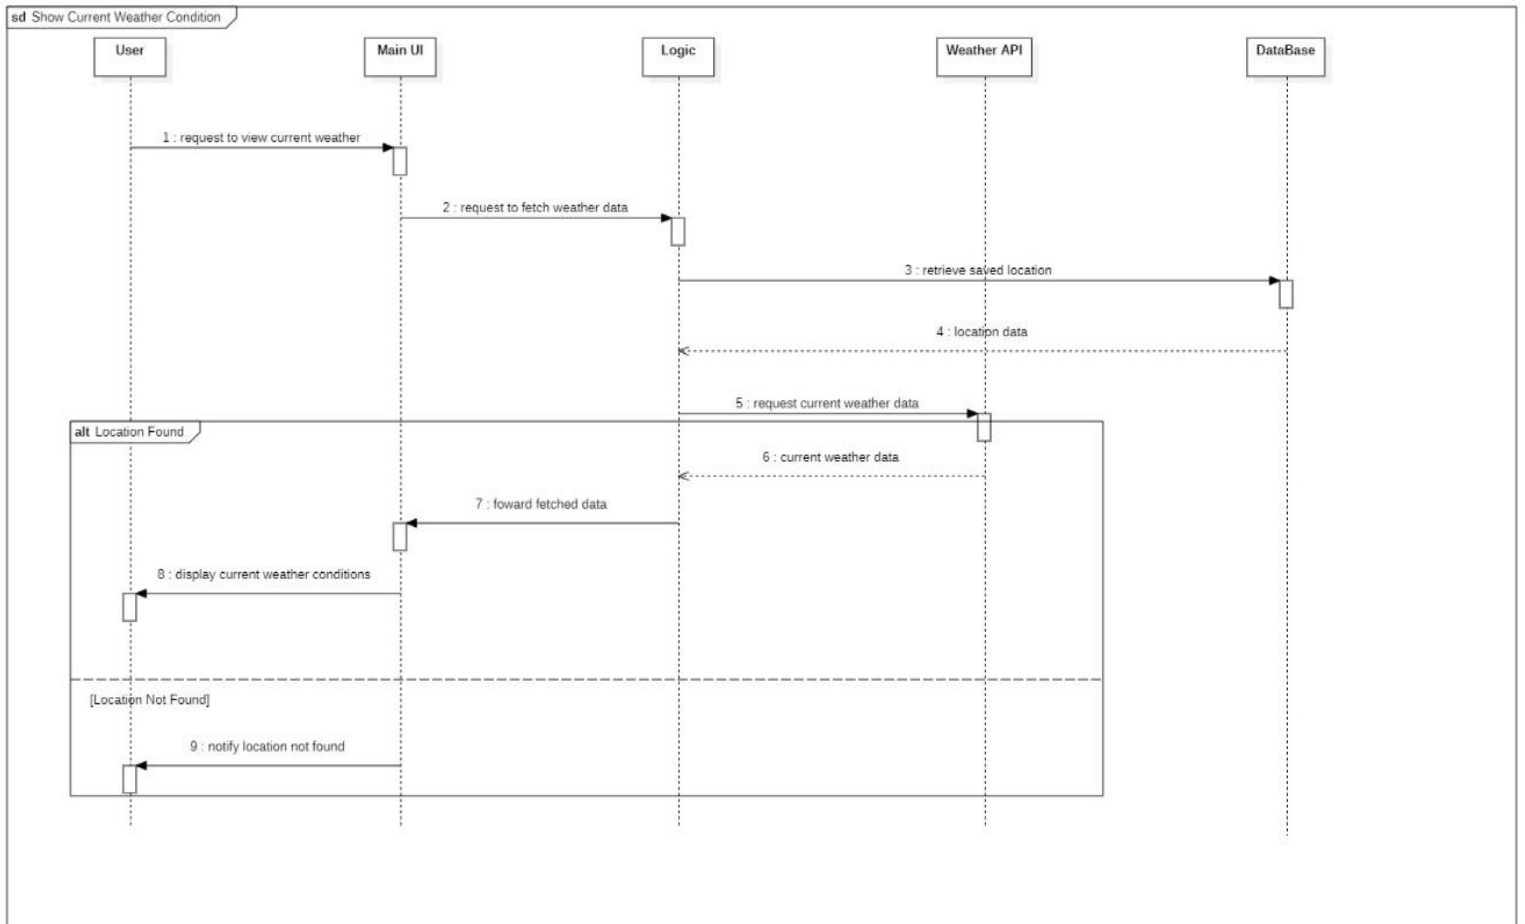 sd Show Current Weather Condition
User
Main UI
Logic
Weather API
DataBase
1 : request to view current weather
2 : request to fetch weather data
3 : retrieve saved location
4 : location data
5 : request current weather data
alt Location Found
6 : current weather data
7 : foward fetched data
8 : display current weather conditions
[Location Not Found]
9 : notify location not found